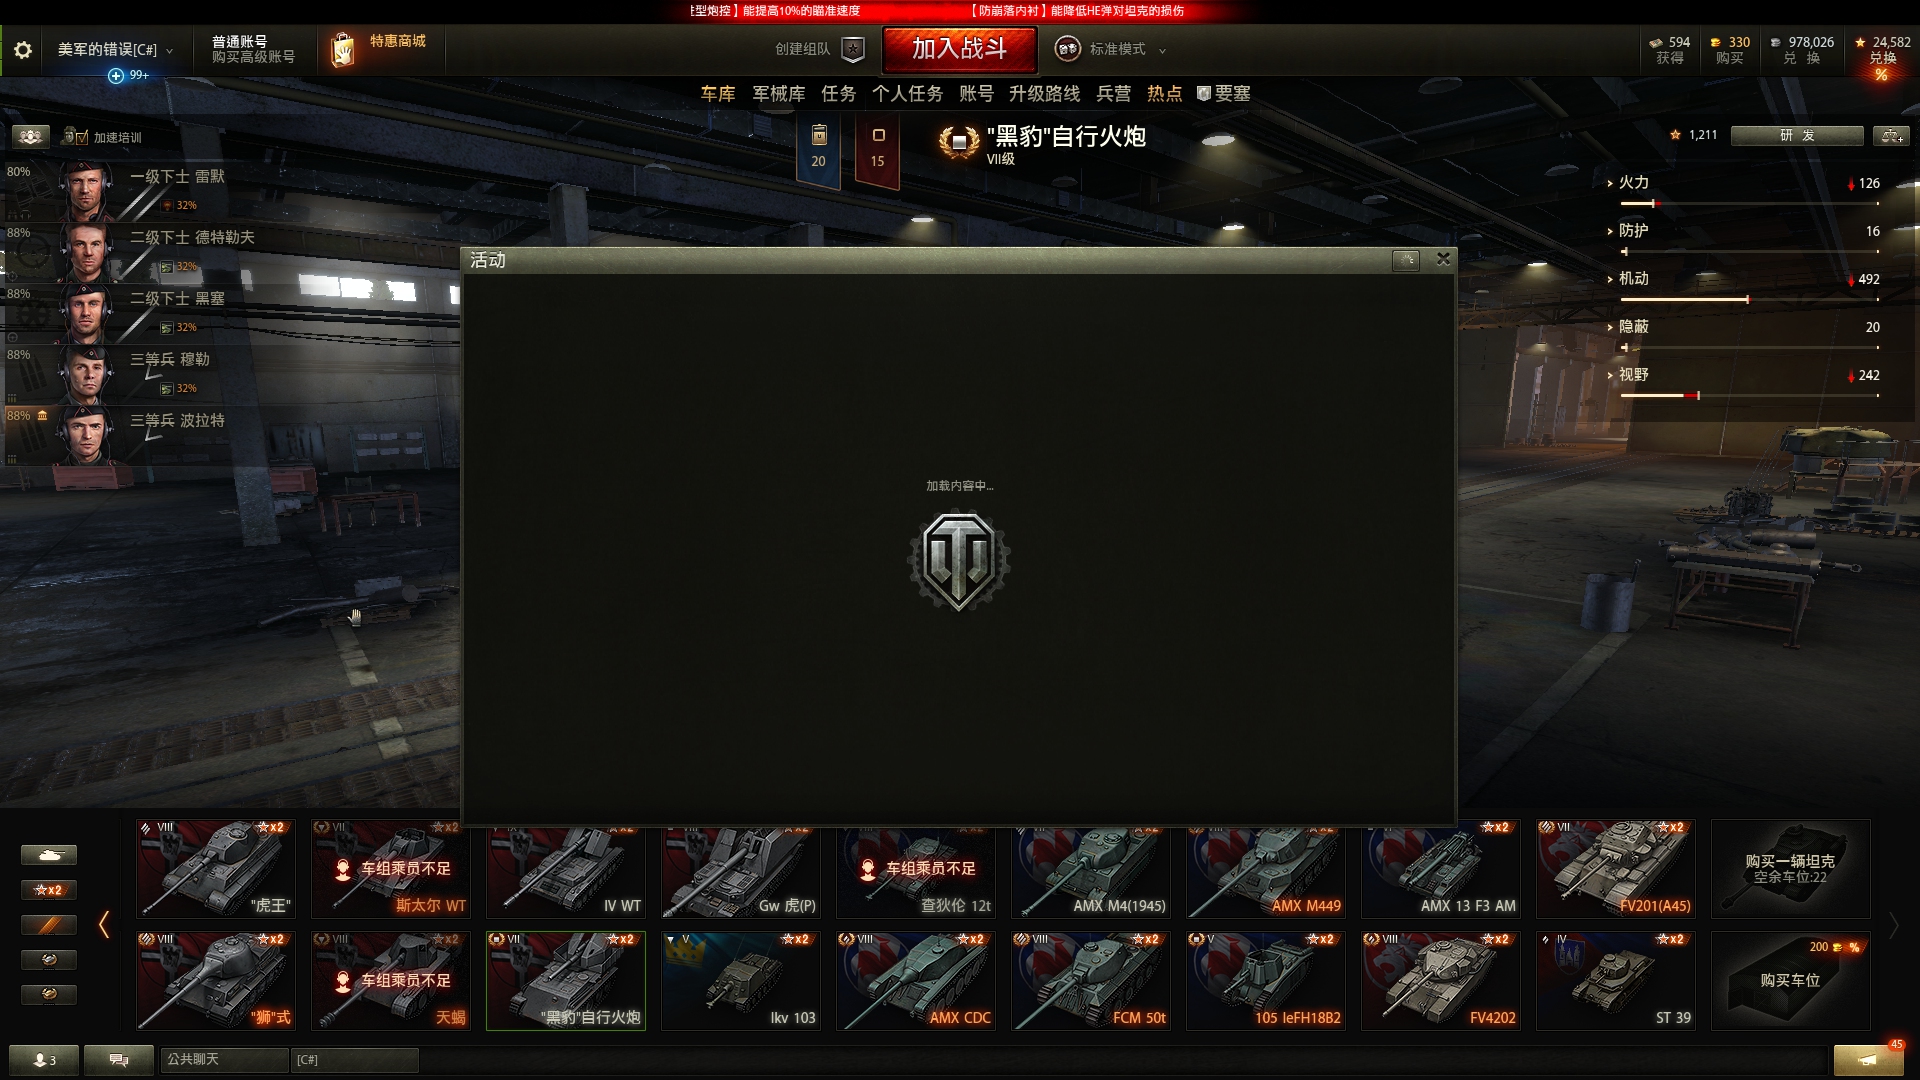 型炮控】能提高10%的瞄准速度
【防崩落内衬】能降低HE弹对坦克的损伤
美军的错误[C#]
99+
普通账号
购买高级账号
特惠商城
创建组队
加入战斗
标准模式
594
获得
330
购买
978,026
兑 换
24,582
兑换
%
车库 军械库 任务 个人任务 账号 升级路线 兵营 热点 要塞
加速培训
20
15
"黑豹"自行火炮
VII级
1,211
研 发
80%
一级下士 雷默
32%
88%
二级下士 德特勒夫
32%
88%
二级下士 黑塞
32%
88%
三等兵 穆勒
32%
88%
三等兵 波拉特
火力
126
防护
16
机动
492
隐蔽
20
视野
242
活动
加载内容中...
VIII
x2
"虎王"
VII
x2
车组乘员不足
斯太尔 WT
IV WT
Gw 虎(P)
车组乘员不足
查狄伦 12t
AMX M4(1945)
AMX M449
x2
AMX 13 F3 AM
VII
x2
FV201(A45)
购买一辆坦克
空余车位:22
x2
VIII
x2
"狮"式
VIII
x2
车组乘员不足
天蝎
VII
x2
"黑豹"自行火炮
V
x2
Ikv 103
VIII
x2
AMX CDC
VIII
x2
FCM 50t
V
x2
105 leFH18B2
VIII
x2
FV4202
IV
x2
ST 39
200
%
购买车位
3
公共聊天
[C#]
45